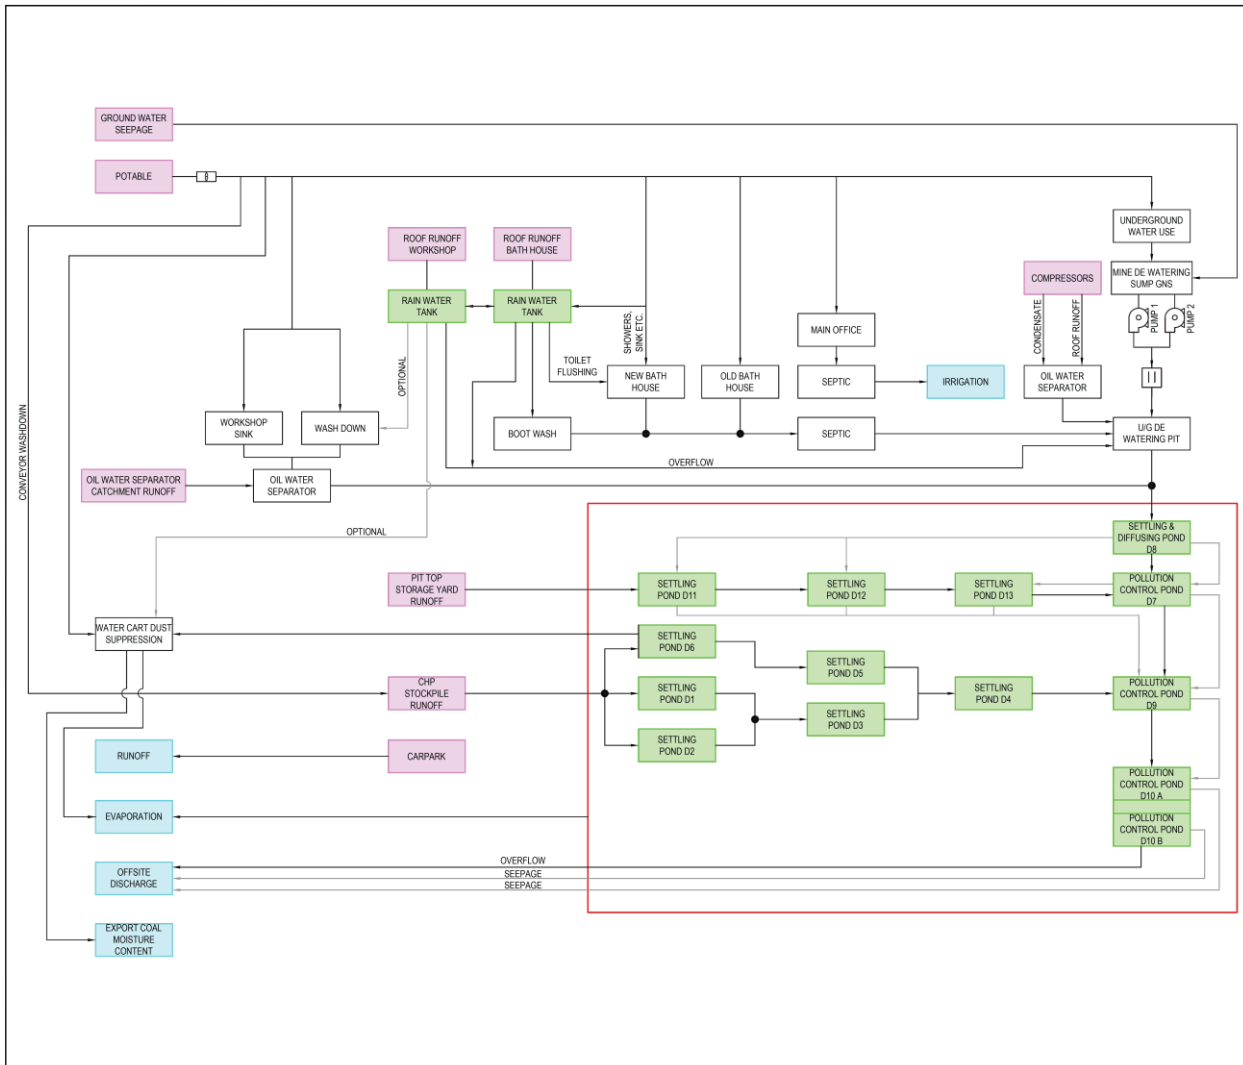 GROUND WATER
SEEPAGE
POTABLE
8
UNDERGROUND
WATER USE
ROOF RUNOFF
WORKSHOP
ROOF RUNOFF
BATH HOUSE
COMPRESSORS
MINE DE WATERING
SUMP GNS
RAIN WATER
TANK
RAIN WATER
TANK
CONDENSATE
ROOF RUNOFF
PUMP 1
PUMP 2
SHOWERS,
SINK ETC.
MAIN OFFICE
OPTIONAL
TOILET
FLUSHING
NEW BATH
HOUSE
OLD BATH
HOUSE
SEPTIC
IRRIGATION
OIL WATER
SEPARATOR
WORKSHOP
SINK
WASH DOWN
BOOT WASH
SEPTIC
U/G DE
WATERING PIT
CONVEYOR WASHDOWN
OVERFLOW
OIL WATER SEPARATOR
CATCHMENT RUNOFF
OIL WATER
SEPARATOR
OPTIONAL
SETTLING &
DIFFUSING POND
D8
PIT TOP
STORAGE YARD
RUNOFF
SETTLING
POND D11
SETTLING
POND D12
SETTLING
POND D13
POLLUTION
CONTROL POND
D7
WATER CART DUST
SUPPRESSION
SETTLING
POND D6
SETTLING
POND D5
CHP
STOCKPILE
RUNOFF
SETTLING
POND D1
SETTLING
POND D4
POLLUTION
CONTROL POND
D9
SETTLING
POND D3
SETTLING
POND D2
RUNOFF
CARPARK
POLLUTION
CONTROL POND
D10 A
EVAPORATION
POLLUTION
CONTROL POND
D10 B
OFFSITE
DISCHARGE
OVERFLOW
SEEPAGE
SEEPAGE
EXPORT COAL
MOISTURE
CONTENT